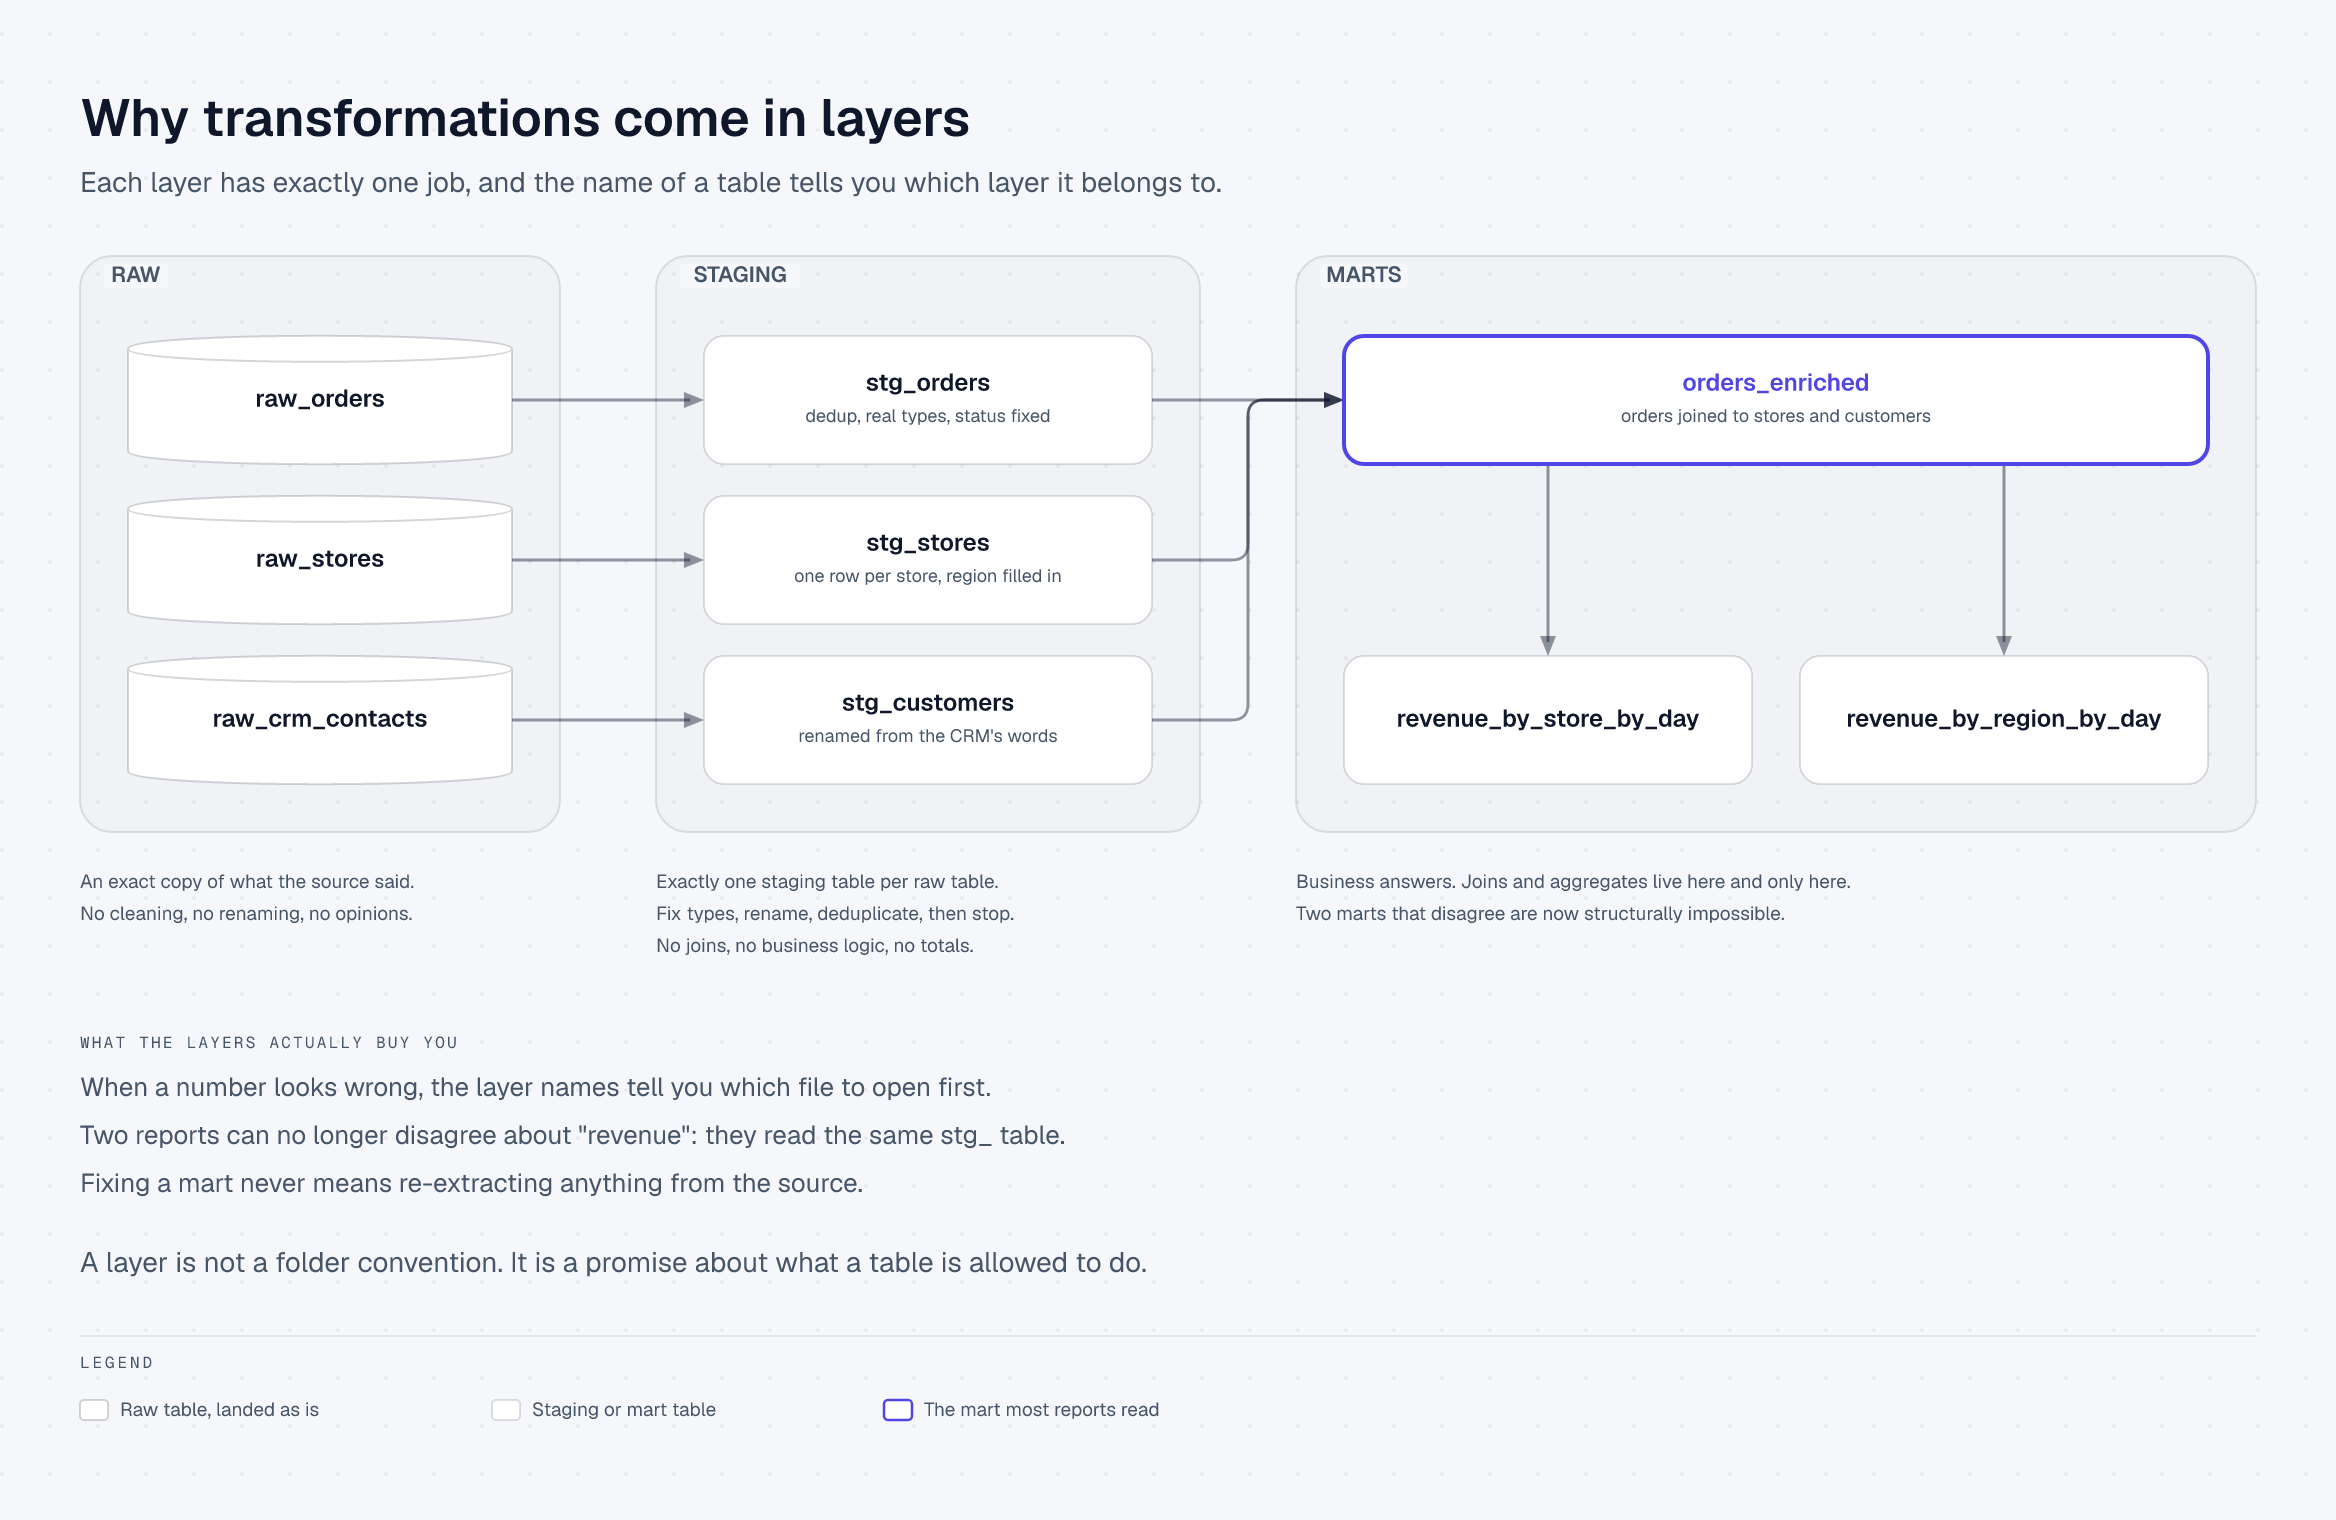 Why transformations come in layers
Each layer has exactly one job, and the name of a table tells you which layer it belongs to.
RAW
raw_orders
raw_stores
raw_crm_contacts
STAGING
stg_orders
dedup, real types, status fixed
stg_stores
one row per store, region filled in
stg_customers
renamed from the CRM's words
MARTS
orders_enriched
orders joined to stores and customers
revenue_by_store_by_day
revenue_by_region_by_day
An exact copy of what the source said.
No cleaning, no renaming, no opinions.
Exactly one staging table per raw table.
Fix types, rename, deduplicate, then stop.
No joins, no business logic, no totals.
Business answers. Joins and aggregates live here and only here.
Two marts that disagree are now structurally impossible.
WHAT THE LAYERS ACTUALLY BUY YOU
When a number looks wrong, the layer names tell you which file to open first.
Two reports can no longer disagree about "revenue": they read the same stg_ table.
Fixing a mart never means re-extracting anything from the source.
A layer is not a folder convention. It is a promise about what a table is allowed to do.
LEGEND
Raw table, landed as is
Staging or mart table
The mart most reports read